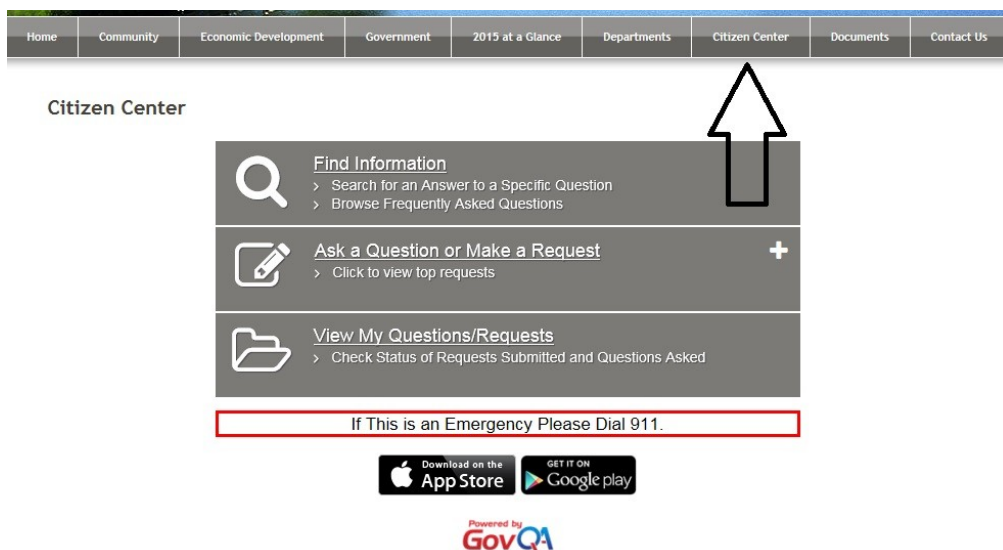 Home Community Economic Development Government 2015 at a Glance Departments Citizen Center Documents Contact Us
Citizen Center
Find Information
› Search for an Answer to a Specific Question
› Browse Frequently Asked Questions
Ask a Question or Make a Request
› Click to view top requests
View My Questions/Requests
› Check Status of Requests Submitted and Questions Asked
If This is an Emergency Please Dial 911.
Download on the
App Store
GET IT ON
Google play
Powered by
GovQA